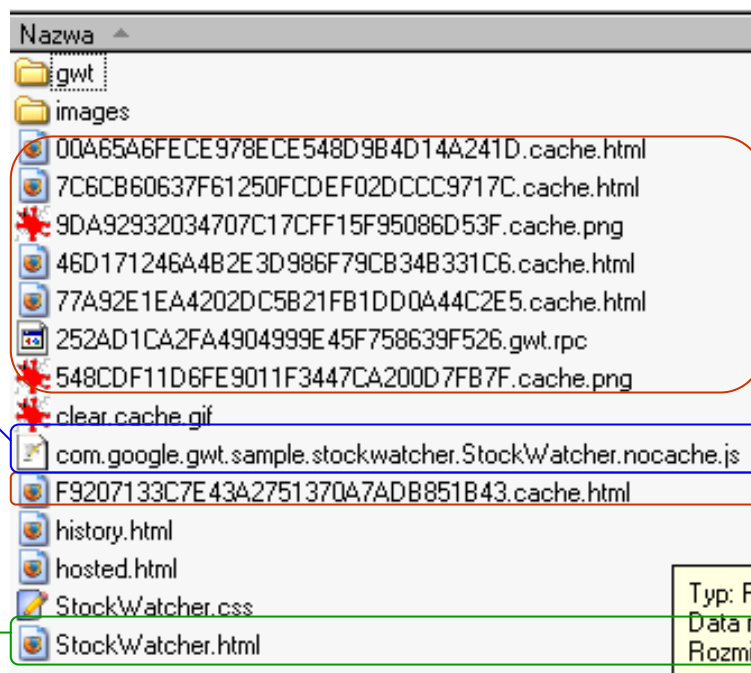 Nazwa
gwt
images
00A65A6FECE978ECE548D9B4D14A241D.cache.html
7C6CB60637F61250FCDEF02DCCC9717C.cache.html
9DA92932034707C17CFF15F95086D53F.cache.png
46D171246A4B2E3D986F79CB34B331C6.cache.html
77A92E1EA4202DC5B21FB1DD0A44C2E5.cache.html
252AD1CA2FA4904999E45F758639F526.gwt.rpc
548CDF11D6FE9011F3447CA200D7FB7F.cache.png
clear.cache.gif
com.google.gwt.sample.stockwatcher.StockWatcher.nocache.js
F9207133C7E43A2751370A7ADB851B43.cache.html
history.html
hosted.html
StockWatcher.css
StockWatcher.html
Typ:
Data